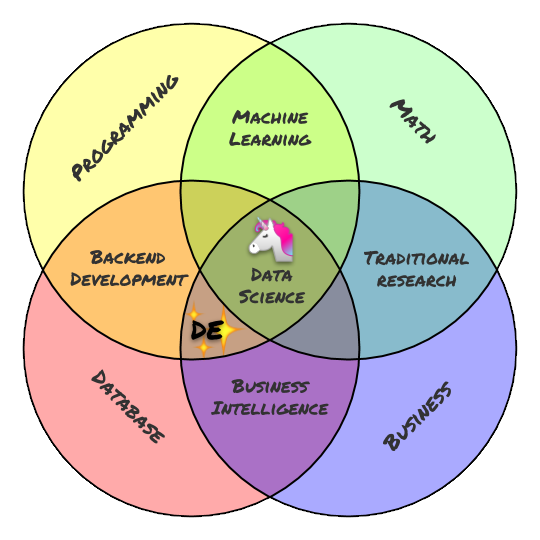 Programming
Math
Machine
Learning
Backend
Development
Data
Science
Traditional
research
DE
Database
Business
Intelligence
Business